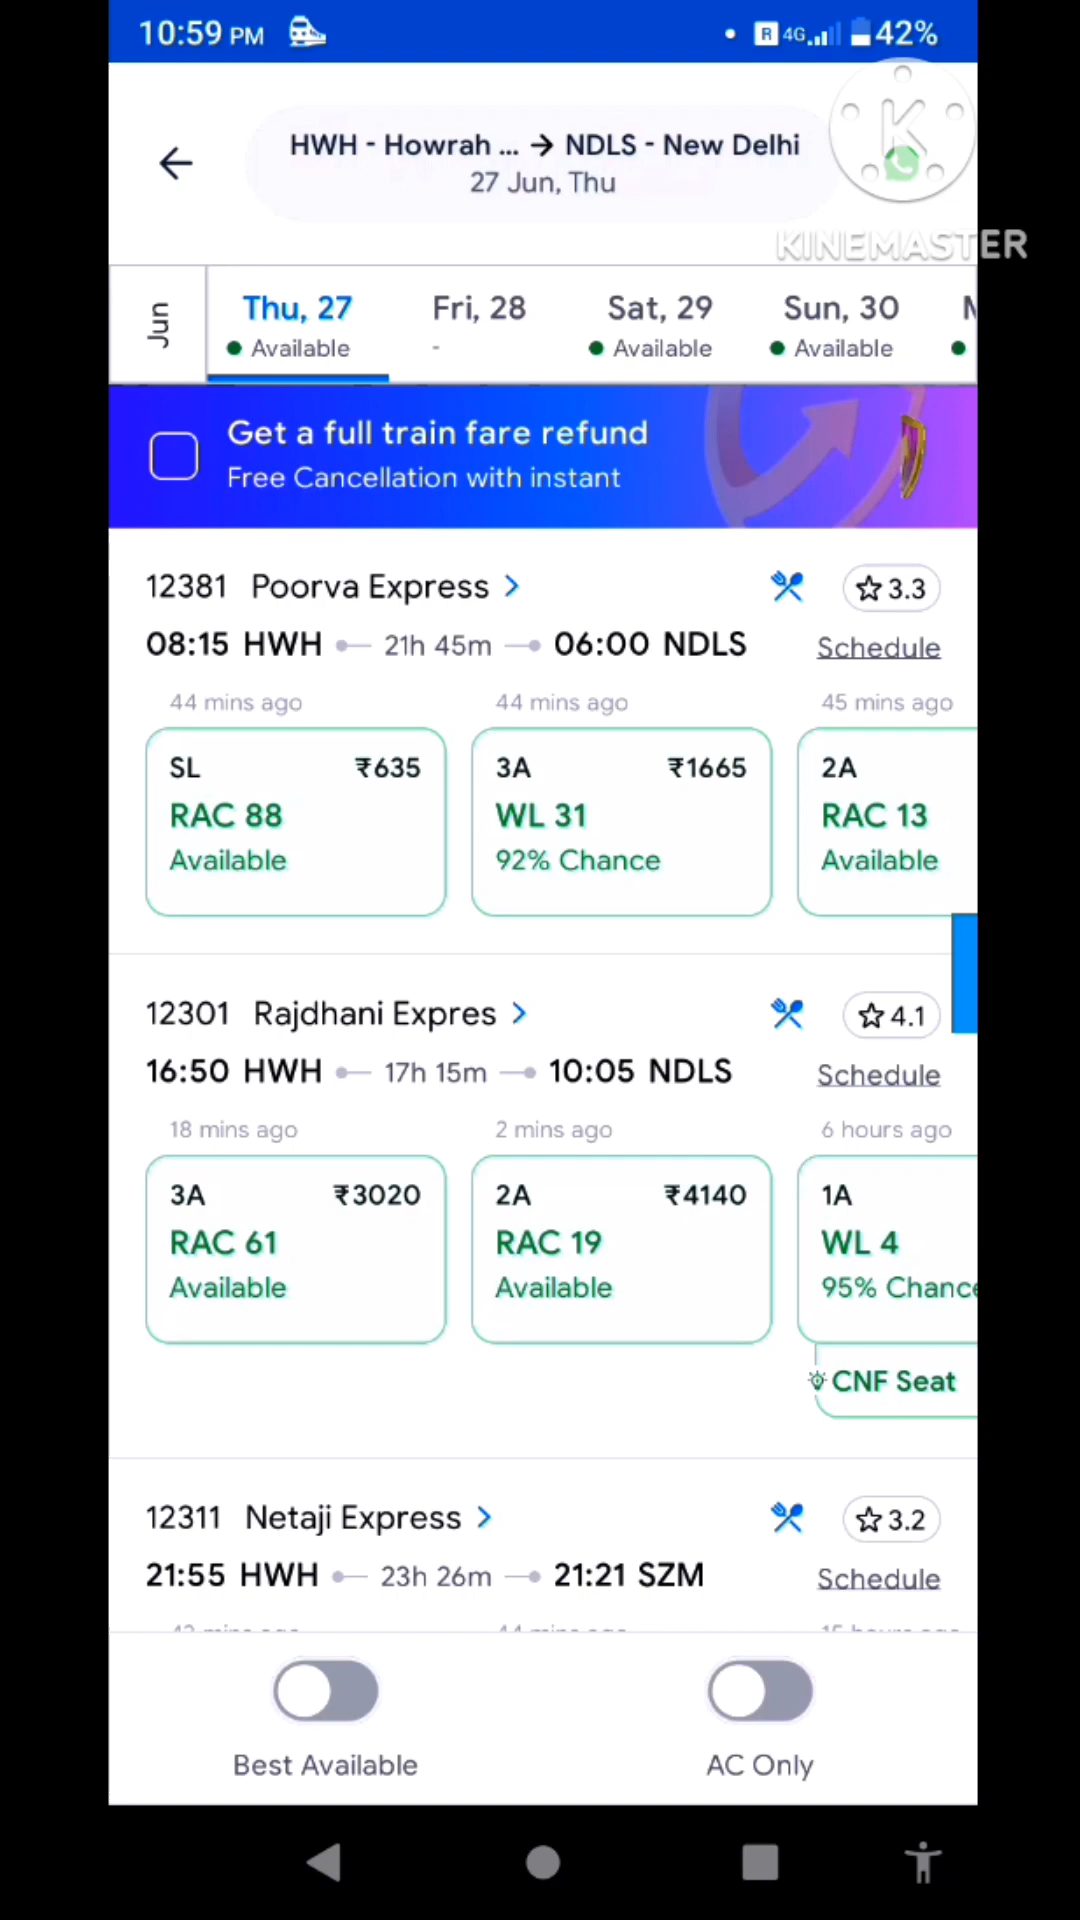 10:59 PM
R 4G 42%
HWH - Howrah ... → NDLS - New Delhi
27 Jun, Thu
K
KINEMASTER
Jun
Thu, 27 Fri, 28 Sat, 29 Sun, 30
Available - Available Available
Get a full train fare refund
Free Cancellation with instant
12381 Poorva Express > 3.3
08:15 HWH 21h 45m 06:00 NDLS Schedule
44 mins ago 44 mins ago 45 mins ago
SL ₹635 3A ₹1665 2A
RAC 88 WL 31 RAC 13
Available 92% Chance Available
12301 Rajdhani Expres > 4.1
16:50 HWH 17h 15m 10:05 NDLS Schedule
18 mins ago 2 mins ago 6 hours ago
3A ₹3020 2A ₹4140 1A
RAC 61 RAC 19 WL 4
Available Available 95% Chance
CNF Seat
12311 Netaji Express > 3.2
21:55 HWH 23h 26m 21:21 SZM Schedule
Best Available AC Only